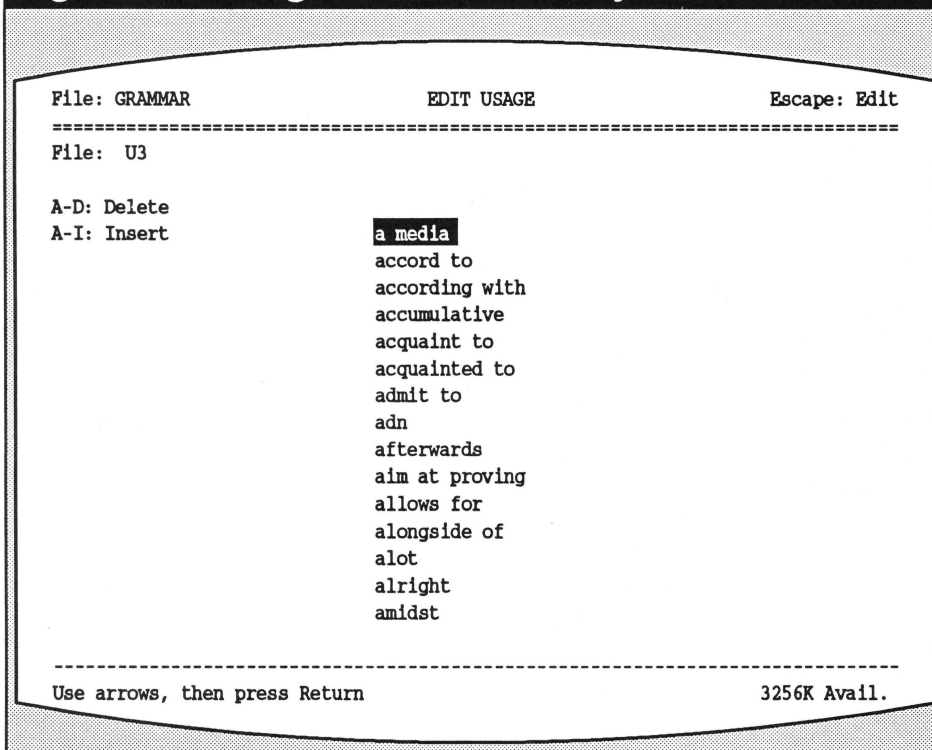 File: GRAMMAR EDIT USAGE Escape: Edit
================================================================================
File: U3
A-D: Delete
A-I: Insert a media
accord to
according with
accumulative
acquaint to
acquainted to
admit to
adn
afterwards
aim at proving
allows for
alongside of
alot
alright
amidst
--------------------------------------------------------------------------------
Use arrows, then press Return 3256K Avail.